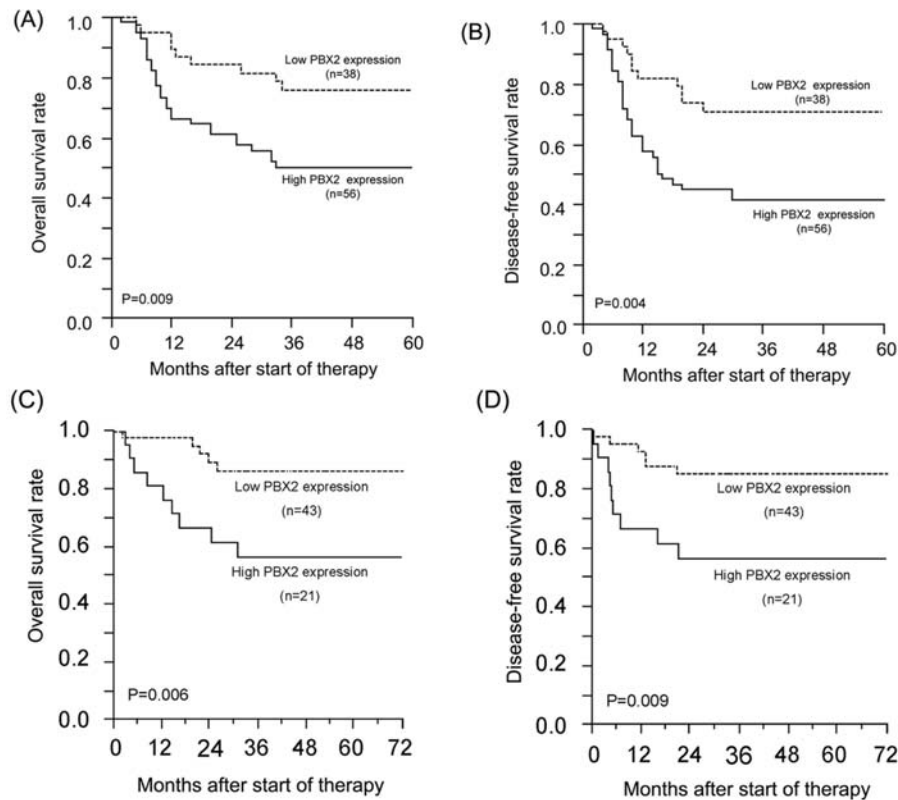 (A)
Overall survival rate
1.0
0.8
0.6
0.4
0.2
0.0
Low PBX2 expression
(n=38)
High PBX2 expression
(n=56)
P=0.009
0 12 24 36 48 60
Months after start of therapy
(B)
Disease-free survival rate
1.0
0.8
0.6
0.4
0.2
0.0
Low PBX2 expression
(n=38)
High PBX2 expression
(n=56)
P=0.004
0 12 24 36 48 60
Months after start of therapy
(C)
Overall survival rate
1.0
0.8
0.6
0.4
0.2
0.0
Low PBX2 expression
(n=43)
High PBX2 expression
(n=21)
P=0.006
0 12 24 36 60 72
Months after start of therapy
(D)
Disease-free survival rate
1.0
0.8
0.6
0.4
0.2
0.0
Low PBX2 expression
(n=43)
High PBX2 expression
(n=21)
P=0.009
0 12 24 36 60 72
Months after start of therapy